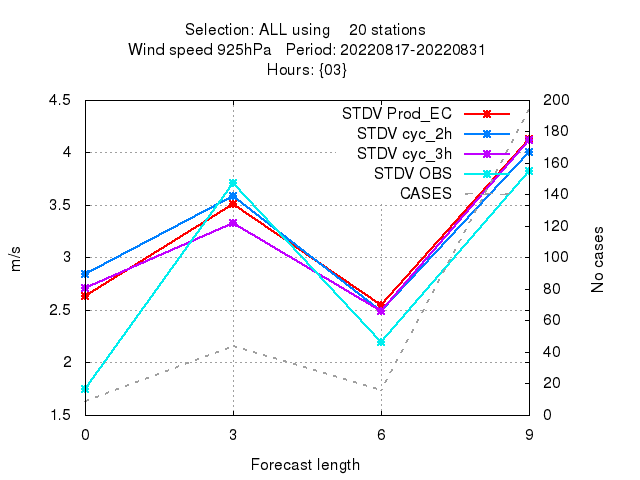 Selection: ALL using 20 stations
Wind speed 925hPa Period: 20220817-20220831
Hours: {03}
STDV Prod_EC
STDV cyc_2h
STDV cyc_3h
STDV OBS
CASES
4.5
4
3.5
3
2.5
2
1.5
m/s
200
180
160
140
120
100
80
60
40
20
0
No cases
0 3 6 9
Forecast length